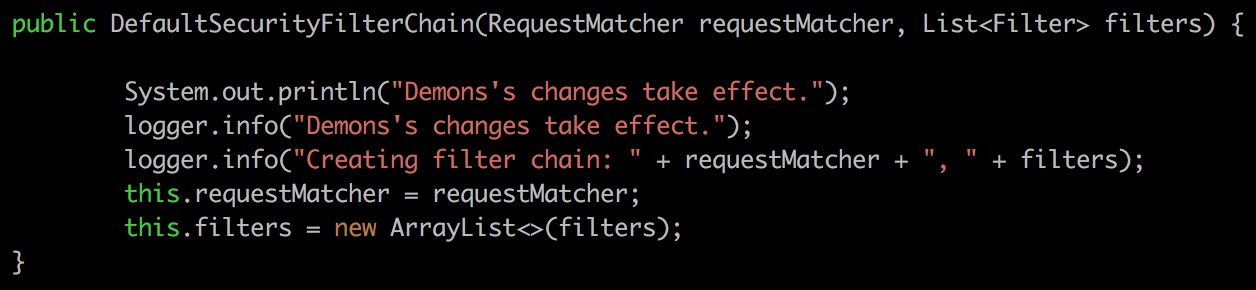 public DefaultSecurityFilterChain(RequestMatcher requestMatcher, List<Filter> filters) {
System.out.println("Demons's changes take effect.");
logger.info("Demons's changes take effect.");
logger.info("Creating filter chain: " + requestMatcher + ", " + filters);
this.requestMatcher = requestMatcher;
this.filters = new ArrayList<>(filters);
}